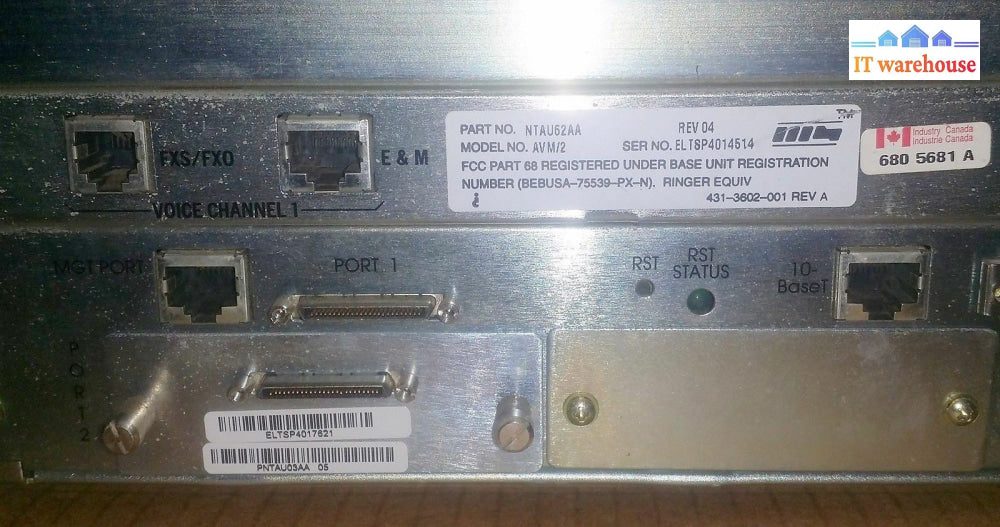 IT warehouse
PART NO. NTAU62AA REV 04
MODEL NO. AVM/2 SER NO. ELTSP4014514
FCC PART 68 REGISTERED UNDER BASE UNIT REGISTRATION
NUMBER (BEBUSA-75539-PX-N). RINGER EQUIV
431-3602-001 REV A
Industry Canada
Industrie Canada
680 5681 A
FXS/FXO
E & M
VOICE CHANNEL 1
MGT PORT
PORT 1
RST
RST
STATUS
10-
BaseT
PORT 2
ELTSP4017621
PNTAU03AA 05